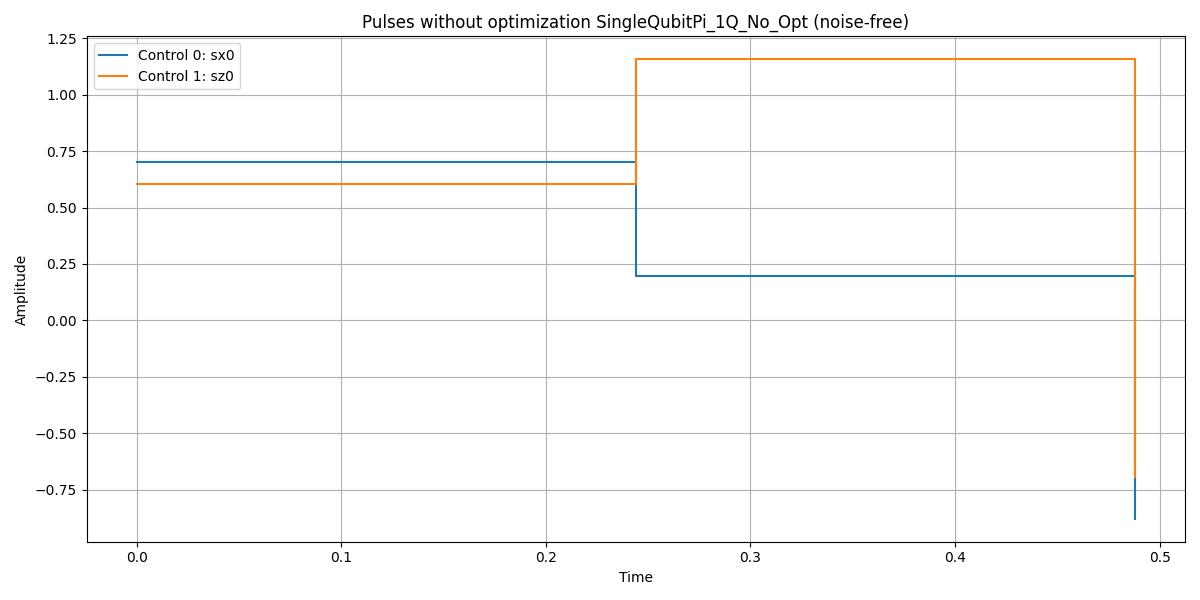 Pulses without optimization SingleQubitPi_1Q_No_Opt (noise-free)
Control 0: sx0
Control 1: sz0
Amplitude
1.25
1.00
0.75
0.50
0.25
0.00
−0.25
−0.50
−0.75
0.0 0.1 0.2 0.3 0.4 0.5
Time